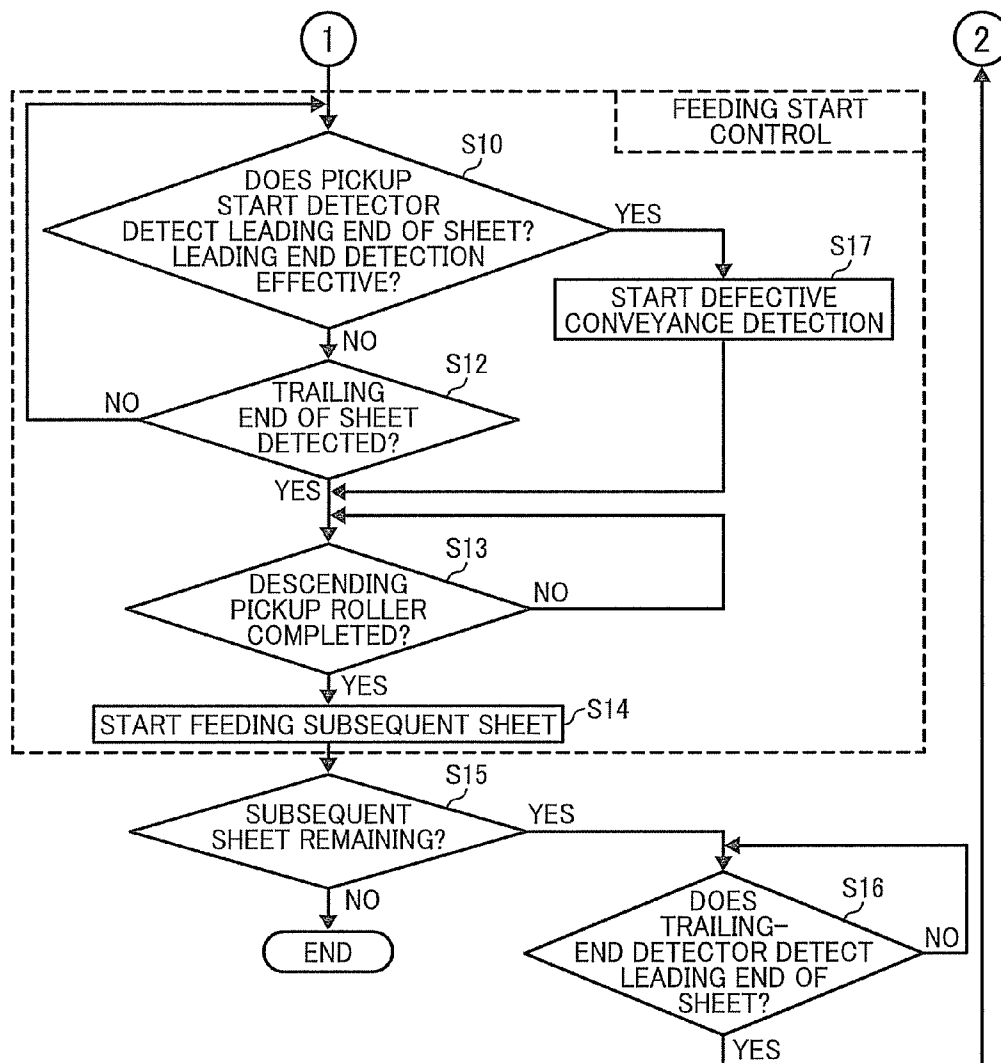 1
2
FEEDING START
CONTROL
S10
DOES PICKUP
START DETECTOR
DETECT LEADING END OF SHEET?
LEADING END DETECTION
EFFECTIVE?
YES
NO
S17
START DEFECTIVE
CONVEYANCE DETECTION
S12
TRAILING
END OF SHEET
DETECTED?
NO
YES
S13
DESCENDING
PICKUP ROLLER
COMPLETED?
NO
YES
START FEEDING SUBSEQUENT SHEET
S14
S15
SUBSEQUENT
SHEET REMAINING?
YES
NO
END
S16
DOES
TRAILING-
END DETECTOR DETECT
LEADING END OF
SHEET?
NO
YES